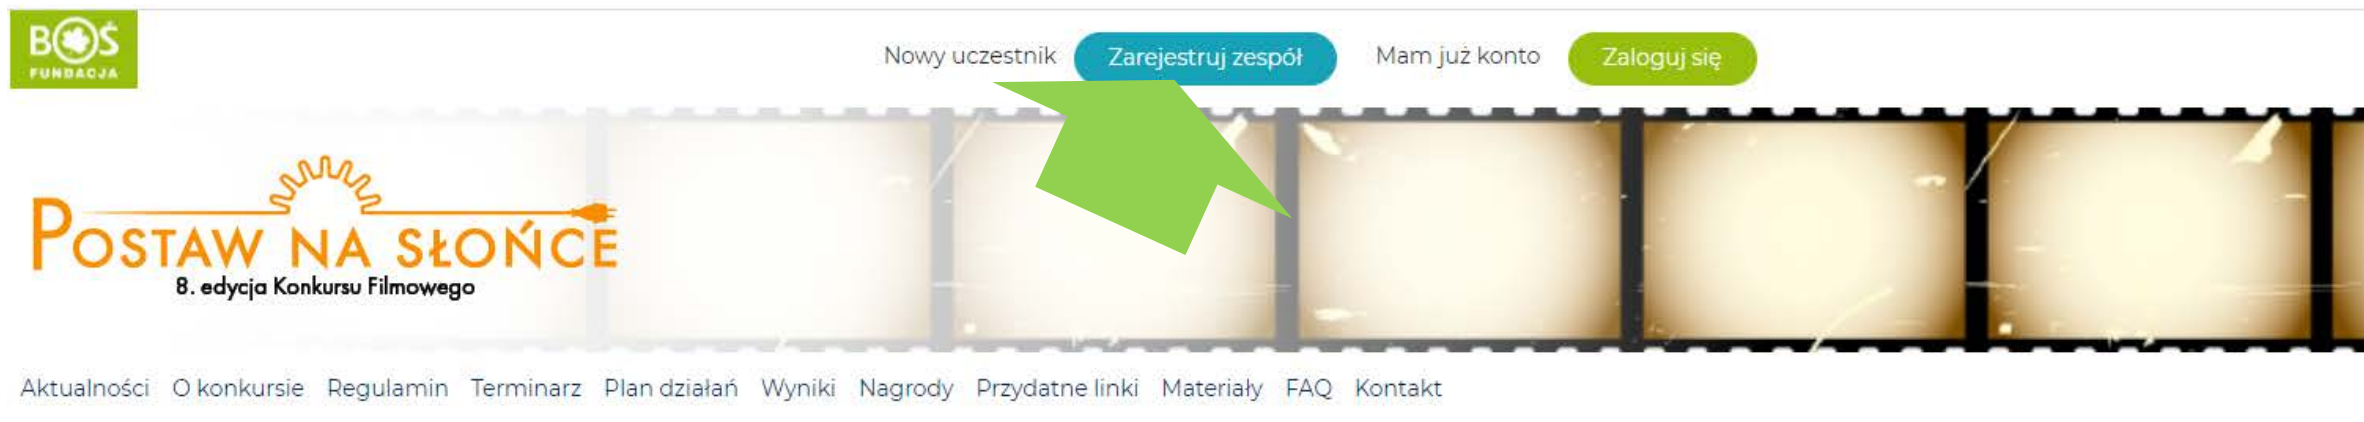 BOŚ
FUNDACJA
Nowy uczestnik Zarejestruj zespół Mam już konto Zaloguj się
POSTAW NA SŁOŃCE
8. edycja Konkursu Filmowego
Aktualności O konkursie Regulamin Terminarz Plan działań Wyniki Nagrody Przydatne linki Materiały FAQ Kontakt